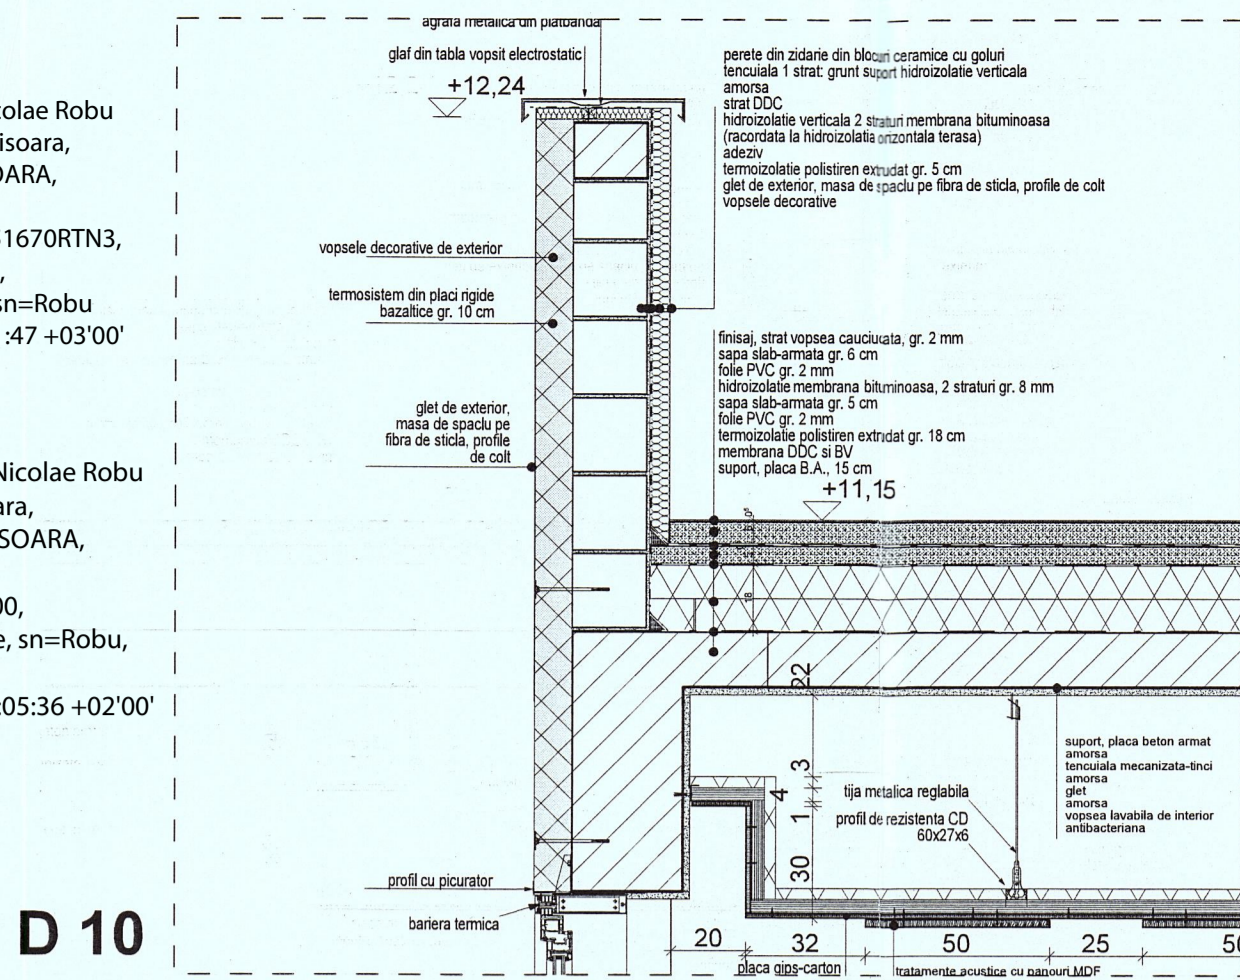 colae Robu
isoara,
OARA,
1670RTN3,
sn=Robu
:47 +03'00'
Nicolae Robu
ara,
SOARA,
00,
e, sn=Robu,
:05:36 +02'00'
D 10
agrafa metalica din platbanda
glaf din tabla vopsit electrostatic
+12,24
vopsele decorative de exterior
termosistem din placi rigide
bazaltice gr. 10 cm
glet de exterior,
masa de spaclu pe
fibra de sticla, profile
de colt
profil cu picurator
bariera termica
perete din zidarie din blocuri ceramice cu goluri
tencuiala 1 strat: grunt suport hidroizolatie verticala
amorsa
strat DDC
hidroizolatie verticala 2 straturi membrana bituminoasa
(racordata la hidroizolatia orizontala terasa)
adeziv
termoizolatie polistiren extrudat gr. 5 cm
glet de exterior, masa de spaclu pe fibra de sticla, profile de colt
vopsele decorative
finisaj, strat vopsea cauciucata, gr. 2 mm
sapa slab-armata gr. 6 cm
folie PVC gr. 2 mm
hidroizolatie membrana bituminoasa, 2 straturi gr. 8 mm
sapa slab-armata gr. 5 cm
folie PVC gr. 2 mm
termoizolatie polistiren extrudat gr. 18 cm
membrana DDC si BV
suport, placa B.A., 15 cm
+11,15
18
22
3
4
1
30
tija metalica reglabila
profil de rezistenta CD
60x27x6
suport, placa beton armat
amorsa
tencuiala mecanizata-tinci
amorsa
glet
amorsa
vopsea lavabila de interior
antibacteriana
20 32 50 25 50
placa gips-carton
tratamente acustice cu panouri MDF